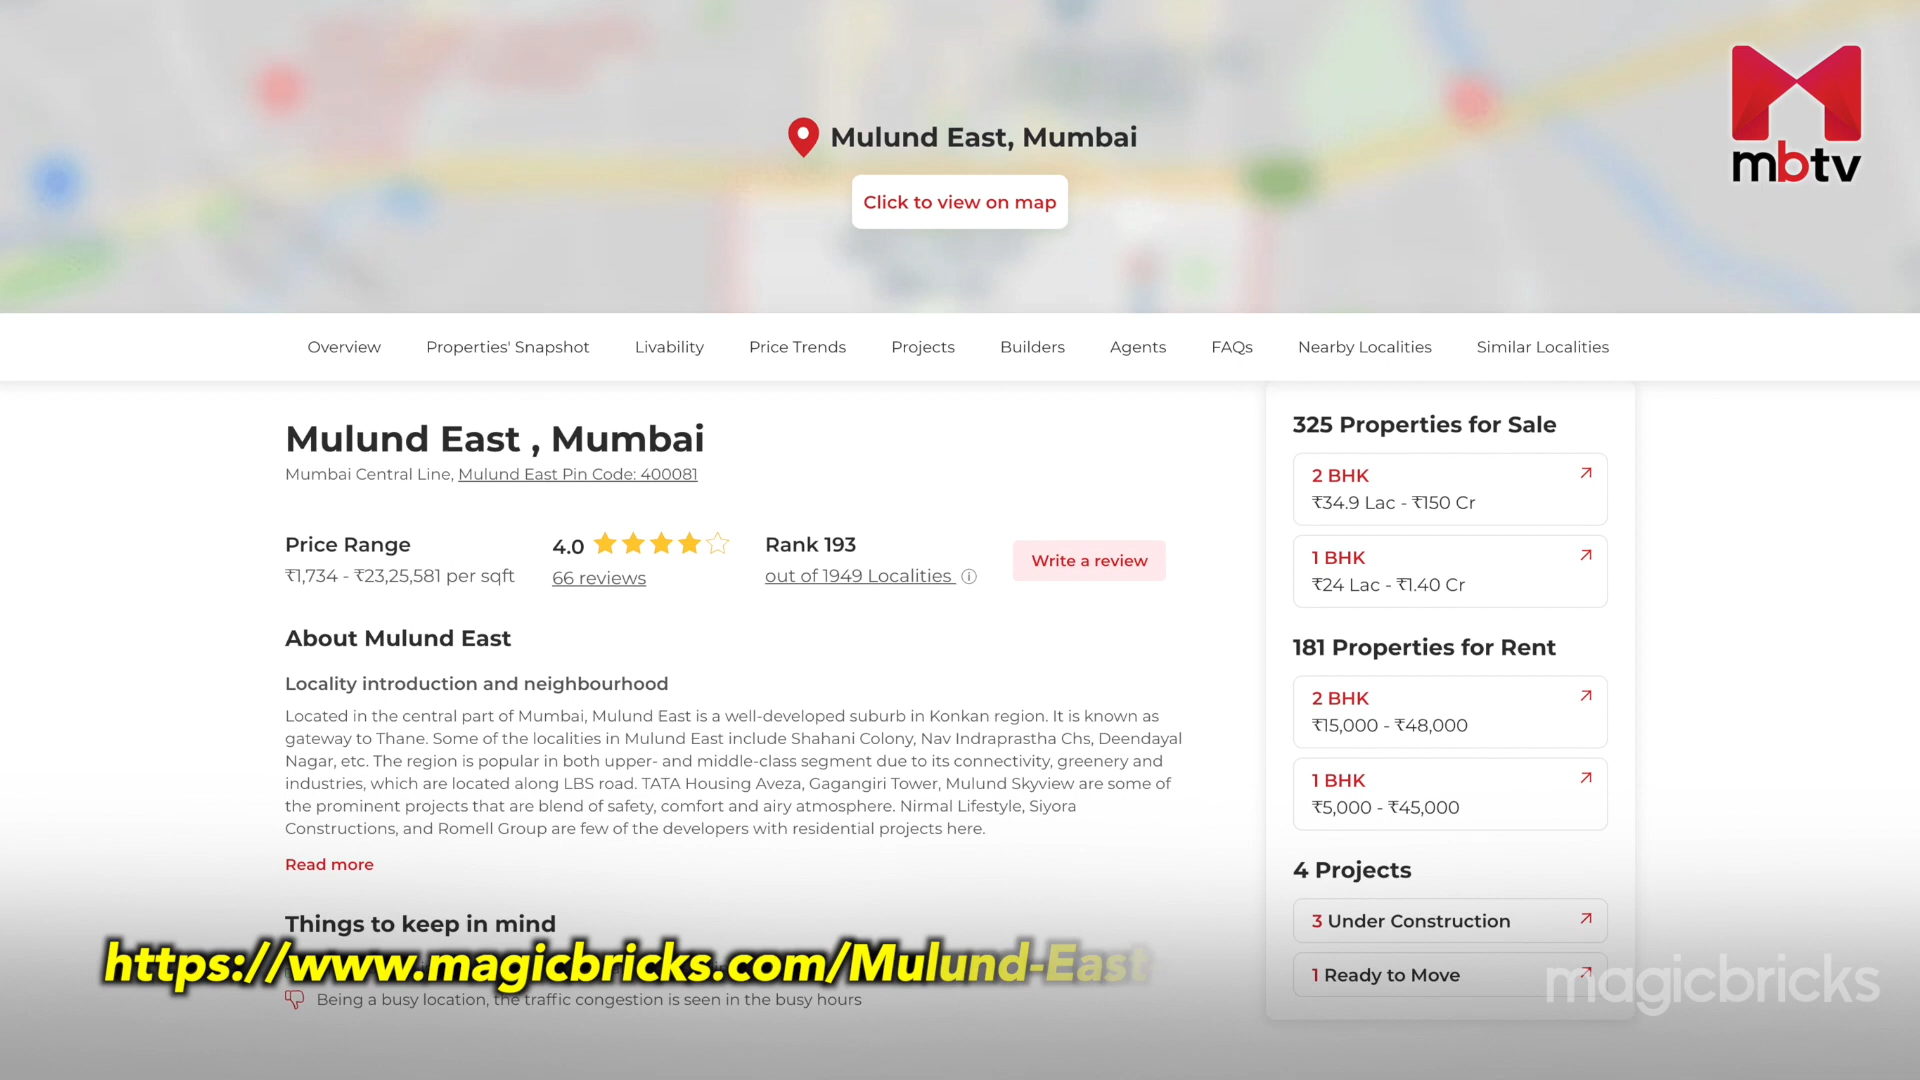 mbtv
Mulund East, Mumbai
Click to view on map
Overview Properties' Snapshot Livability Price Trends Projects Builders Agents FAQs Nearby Localities Similar Localities
Mulund East , Mumbai
Mumbai Central Line, Mulund East Pin Code: 400081
Price Range
₹1,734 - ₹23,25,581 per sqft
4.0
66 reviews
Rank 193
out of 1949 Localities
Write a review
About Mulund East
Locality introduction and neighbourhood
Located in the central part of Mumbai, Mulund East is a well-developed suburb in Konkan region. It is known as
gateway to Thane. Some of the localities in Mulund East include Shahani Colony, Nav Indraprastha Chs, Deendayal
Nagar, etc. The region is popular in both upper- and middle-class segment due to its connectivity, greenery and
industries, which are located along LBS road. TATA Housing Aveza, Gagangiri Tower, Mulund Skyview are some of
the prominent projects that are blend of safety, comfort and airy atmosphere. Nirmal Lifestyle, Siyora
Constructions, and Romell Group are few of the developers with residential projects here.
Read more
Things to keep in mind
https://www.magicbricks.com/Mulund-East
Being a busy location, the traffic congestion is seen in the busy hours
325 Properties for Sale
2 BHK
₹34.9 Lac - ₹150 Cr
1 BHK
₹24 Lac - ₹1.40 Cr
181 Properties for Rent
2 BHK
₹15,000 - ₹48,000
1 BHK
₹5,000 - ₹45,000
4 Projects
3 Under Construction
1 Ready to Move
magicbricks